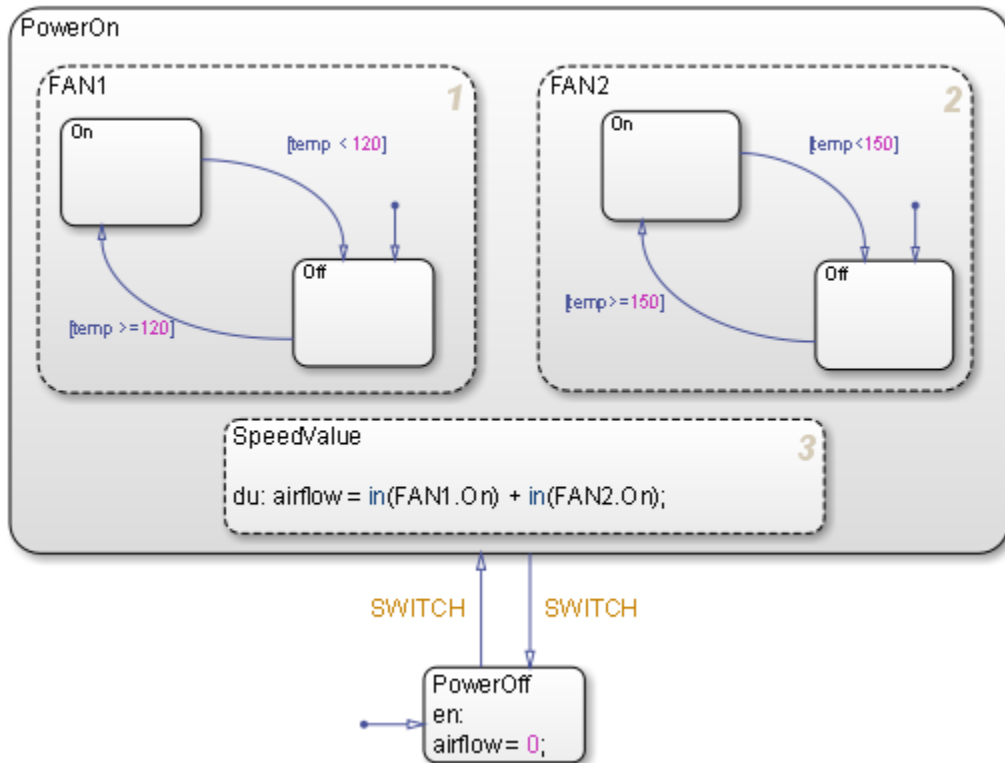 PowerOn
FAN1
1
On
[temp < 120]
Off
[temp >=120]
FAN2
2
On
[temp<150]
Off
[temp>=150]
SpeedValue
3
du: airflow = in(FAN1.On) + in(FAN2.On);
SWITCH
SWITCH
PowerOff
en:
airflow = 0;